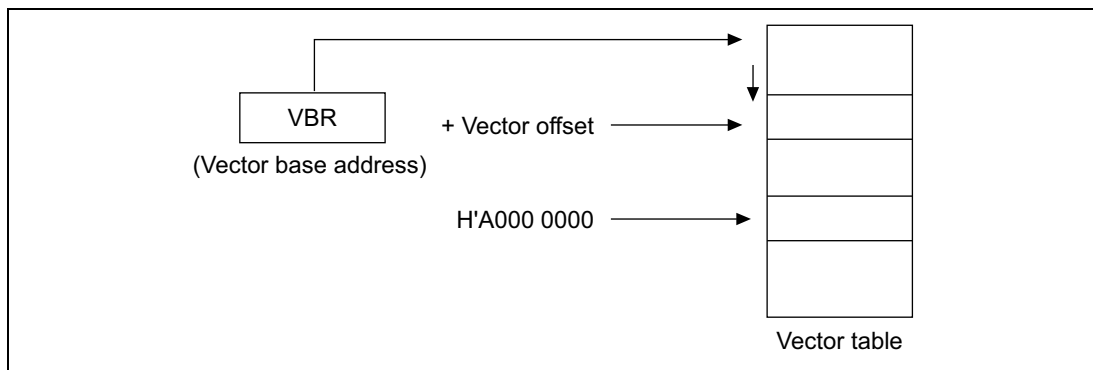 VBR
(Vector base address)
+ Vector offset
H'A000 0000
Vector table